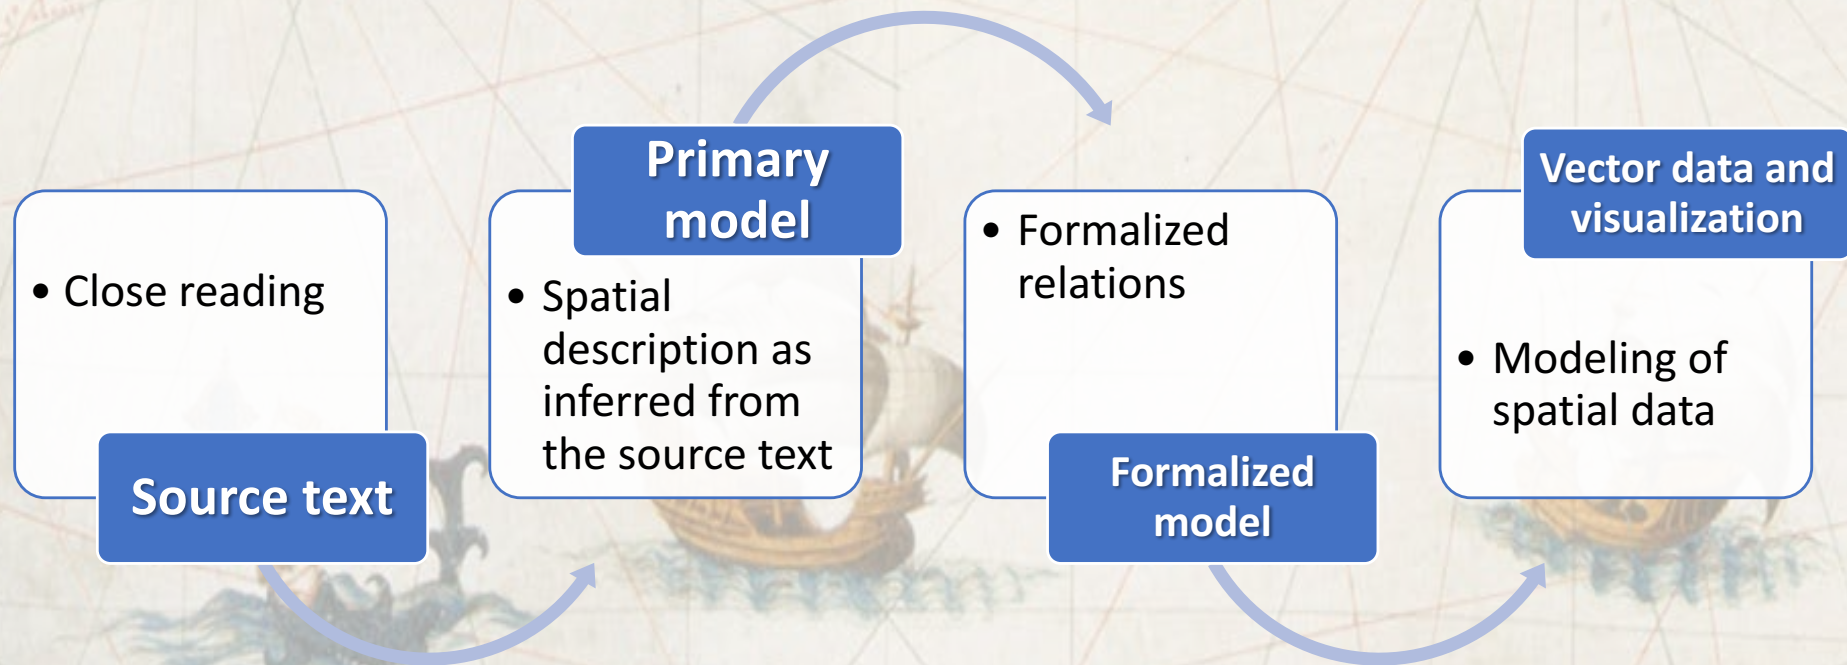 • Close reading
Source text
Primary
model
• Spatial
description as
inferred from
the source text
• Formalized
relations
Formalized
model
Vector data and
visualization
• Modeling of
spatial data